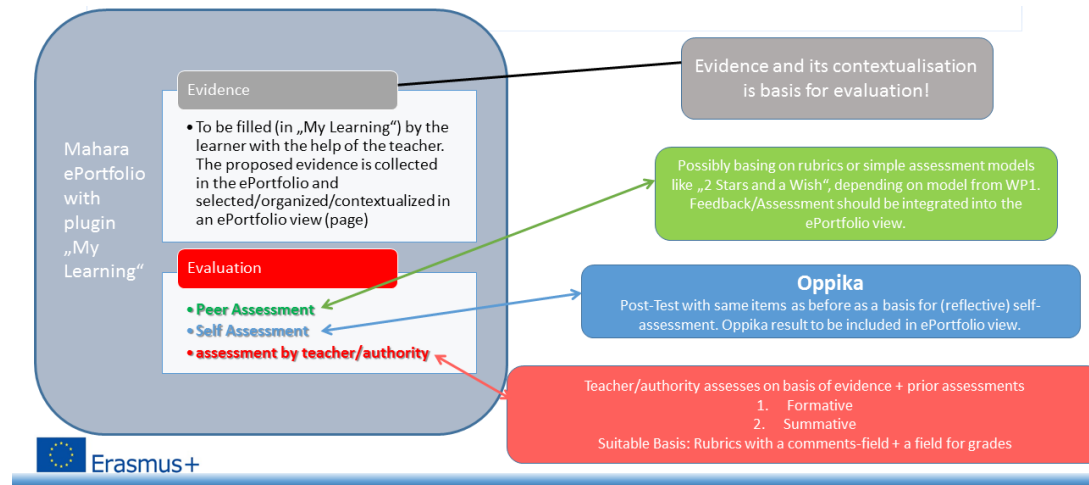 Mahara
ePortfolio
with
plugin
„My
Learning“
Evidence
• To be filled (in „My Learning“) by the
learner with the help of the teacher.
The proposed evidence is collected
in the ePortfolio and
selected/organized/contextualized in
an ePortfolio view (page)
Evaluation
• Peer Assessment
• Self Assessment
• assessment by teacher/authority
Evidence and its contextualisation
is basis for evaluation!
Possibly basing on rubrics or simple assessment models
like „2 Stars and a Wish“, depending on model from WP1.
Feedback/Assessment should be integrated into the
ePortfolio view.
Oppika
Post-Test with same items as before as a basis for (reflective) self-
assessment. Oppika result to be included in ePortfolio view.
Teacher/authority assesses on basis of evidence + prior assessments
1. Formative
2. Summative
Suitable Basis: Rubrics with a comments-field + a field for grades
Erasmus+